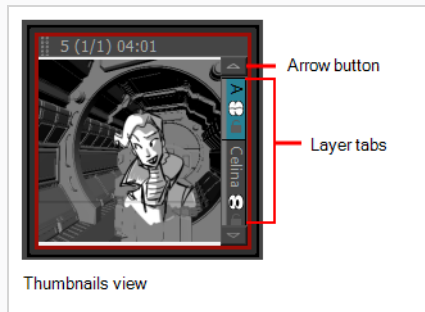 5 (1/1) 04:01
Arrow button
A
Layer tabs
Celina
Thumbnails view